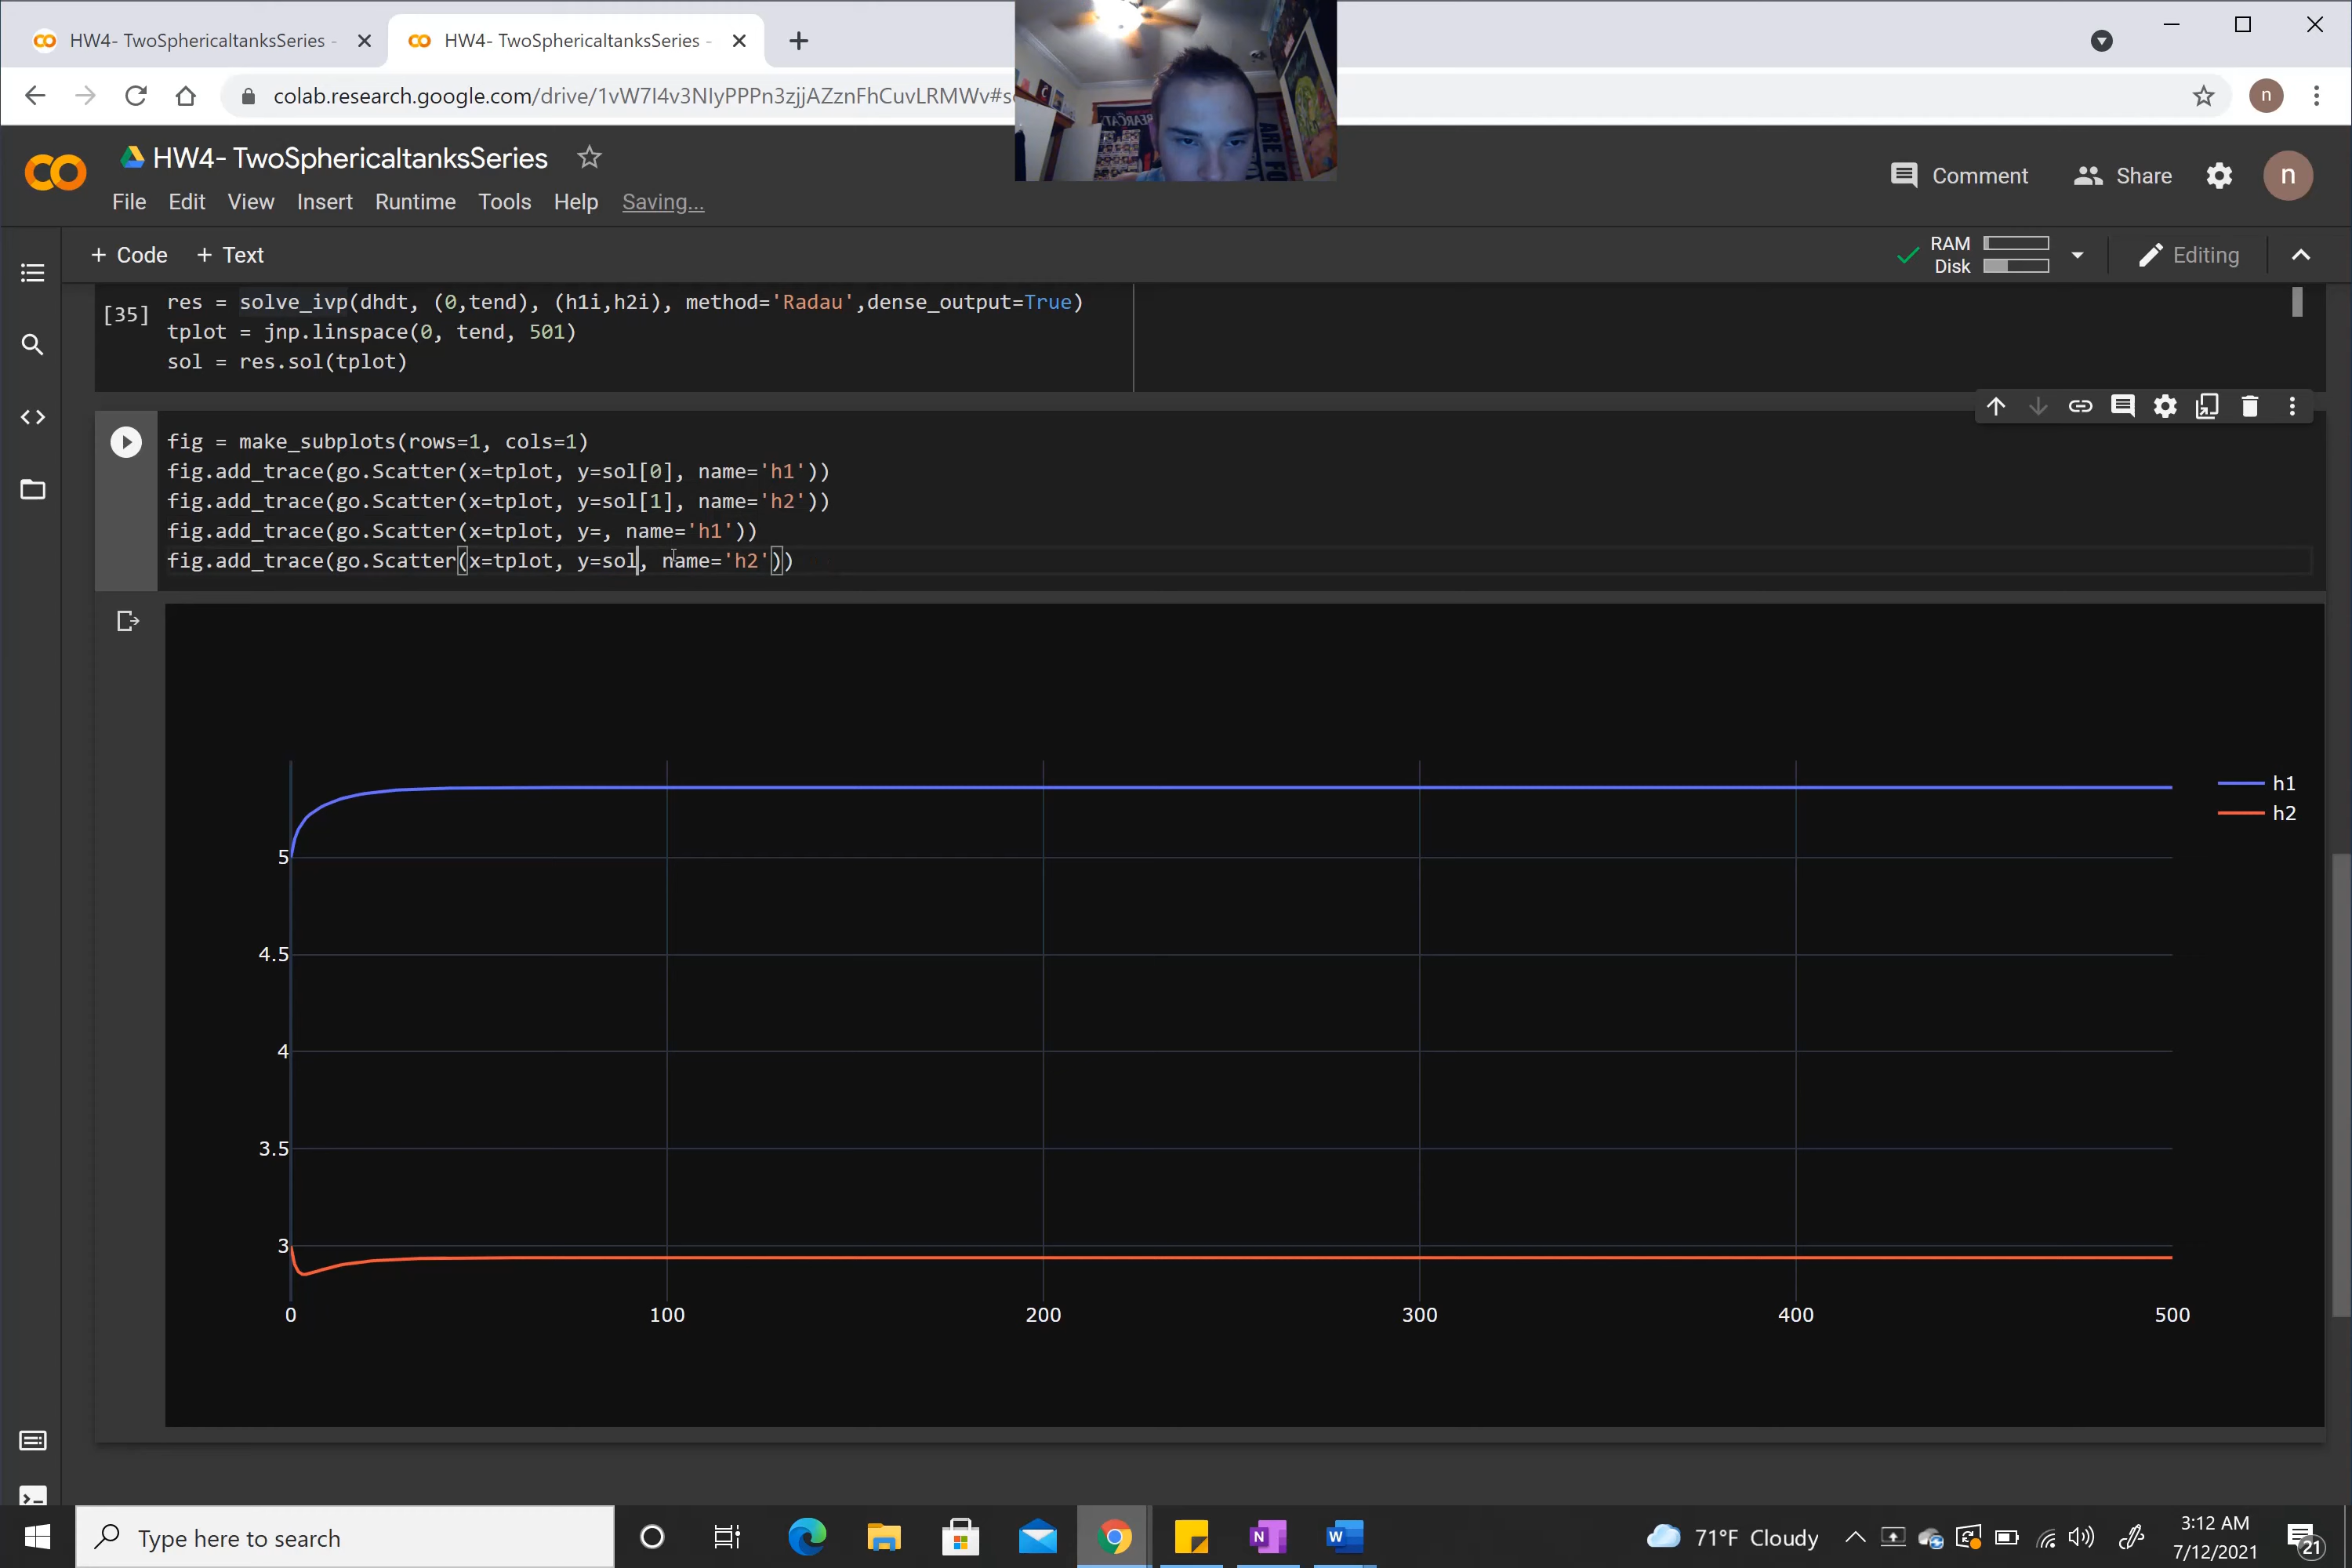 HW4- TwoSphericaltanksSeries -
HW4- TwoSphericaltanksSeries -
colab.research.google.com/drive/1vW7I4v3NIyPPPn3zjjAZznFhCuvLRMWv#s
n
HW4- TwoSphericaltanksSeries
Comment
Share
n
File Edit View Insert Runtime Tools Help Saving...
+ Code + Text
RAM
Disk
Editing
[35]
res = solve_ivp(dhdt, (0,tend), (h1i,h2i), method='Radau',dense_output=True)
tplot = jnp.linspace(0, tend, 501)
sol = res.sol(tplot)
fig = make_subplots(rows=1, cols=1)
fig.add_trace(go.Scatter(x=tplot, y=sol[0], name='h1'))
fig.add_trace(go.Scatter(x=tplot, y=sol[1], name='h2'))
fig.add_trace(go.Scatter(x=tplot, y=, name='h1'))
fig.add_trace(go.Scatter(x=tplot, y=sol, name='h2'))
h1
h2
5
4.5
4
3.5
3
0 100 200 300 400 500
Type here to search
71°F Cloudy
3:12 AM
7/12/2021
21